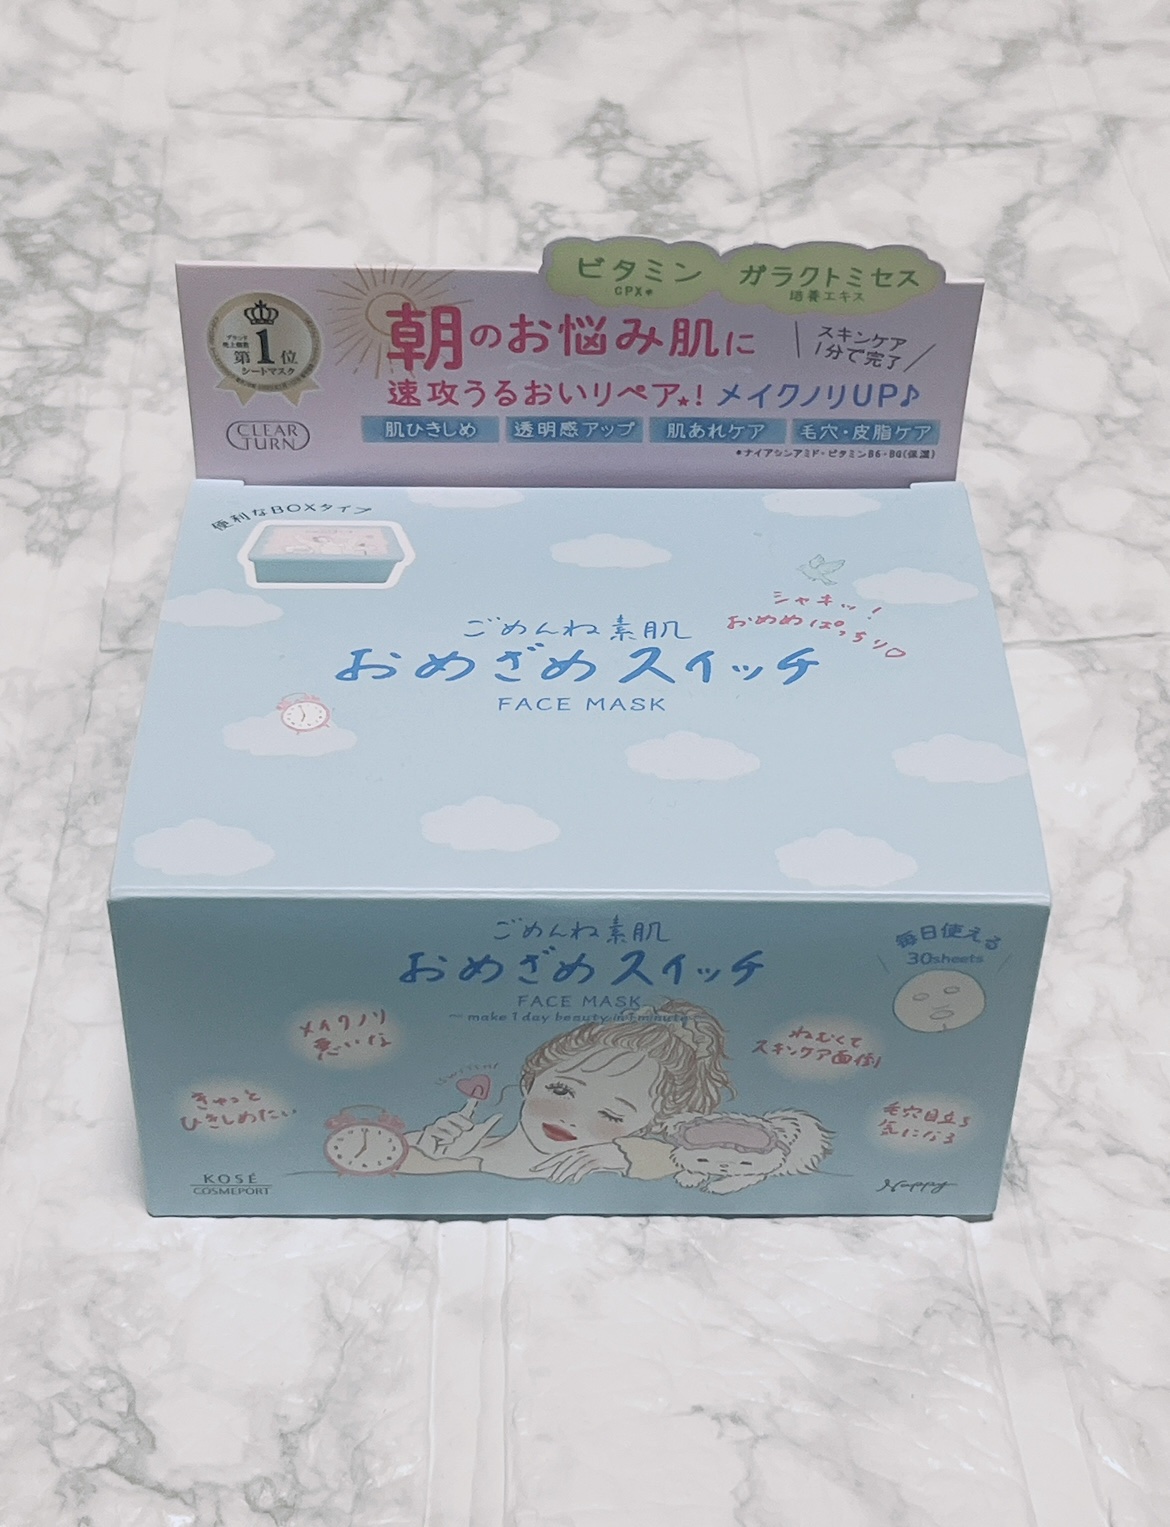 ビタミン
CPX*
ガラクトミセス
培養エキス
ブランド
売上個数
第1位
シートマスク
朝のお悩み肌に
スキンケア
1分で完了
速攻うるおいリペア★！メイクノリUP♪
CLEAR
TURN
肌ひきしめ 透明感アップ 肌あれケア 毛穴・皮脂ケア
*ナイアシンアミド・ビタミンB6・BG(保湿)
便利なBOXタイプ
シャキッ！
おめめぱっちり♡
ごめんね素肌
おめざめスイッチ
FACE MASK
ごめんね素肌
おめざめスイッチ
FACE MASK
〜make 1 day beauty in 1 minute〜
毎日使える
30sheets
メイクノリ
悪いな
ねむくて
スキンケア面倒
きゅっと
ひきしめたい
毛穴目立ち
気になる
KOSÉ
COSMEPORT
Nappy